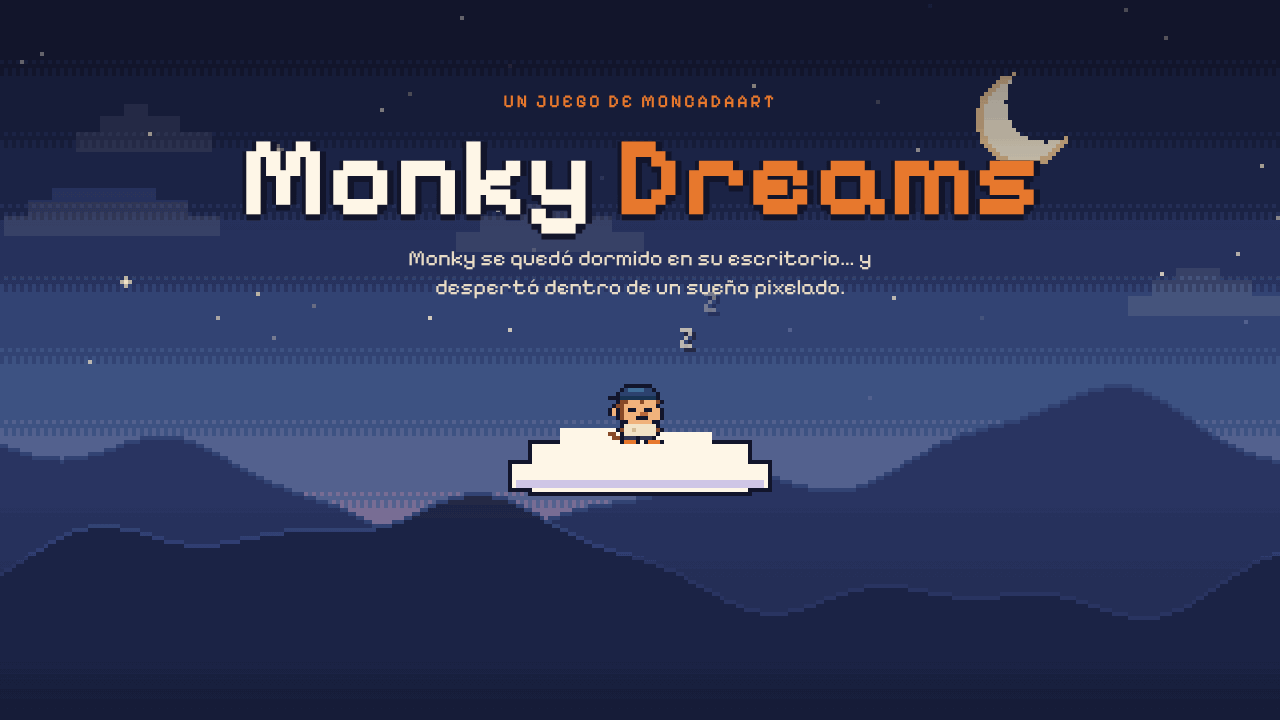 UN JUEGO DE MONCADAART
Monky Dreams
Monky se quedó dormido en su escritorio... y
despertó dentro de un sueño pixelado.
z
z